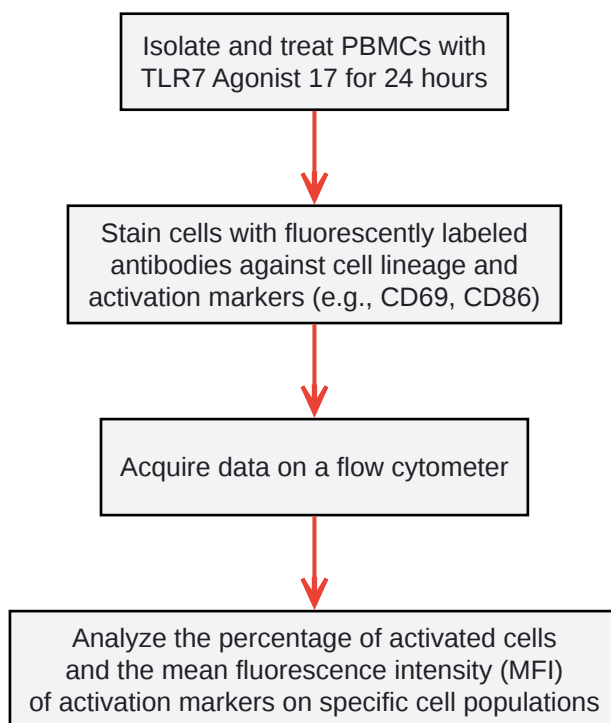 Isolate and treat PBMCs with
TLR7 Agonist 17 for 24 hours
Stain cells with fluorescently labeled
antibodies against cell lineage and
activation markers (e.g., CD69, CD86)
Acquire data on a flow cytometer
Analyze the percentage of activated cells
and the mean fluorescence intensity (MFI)
of activation markers on specific cell populations